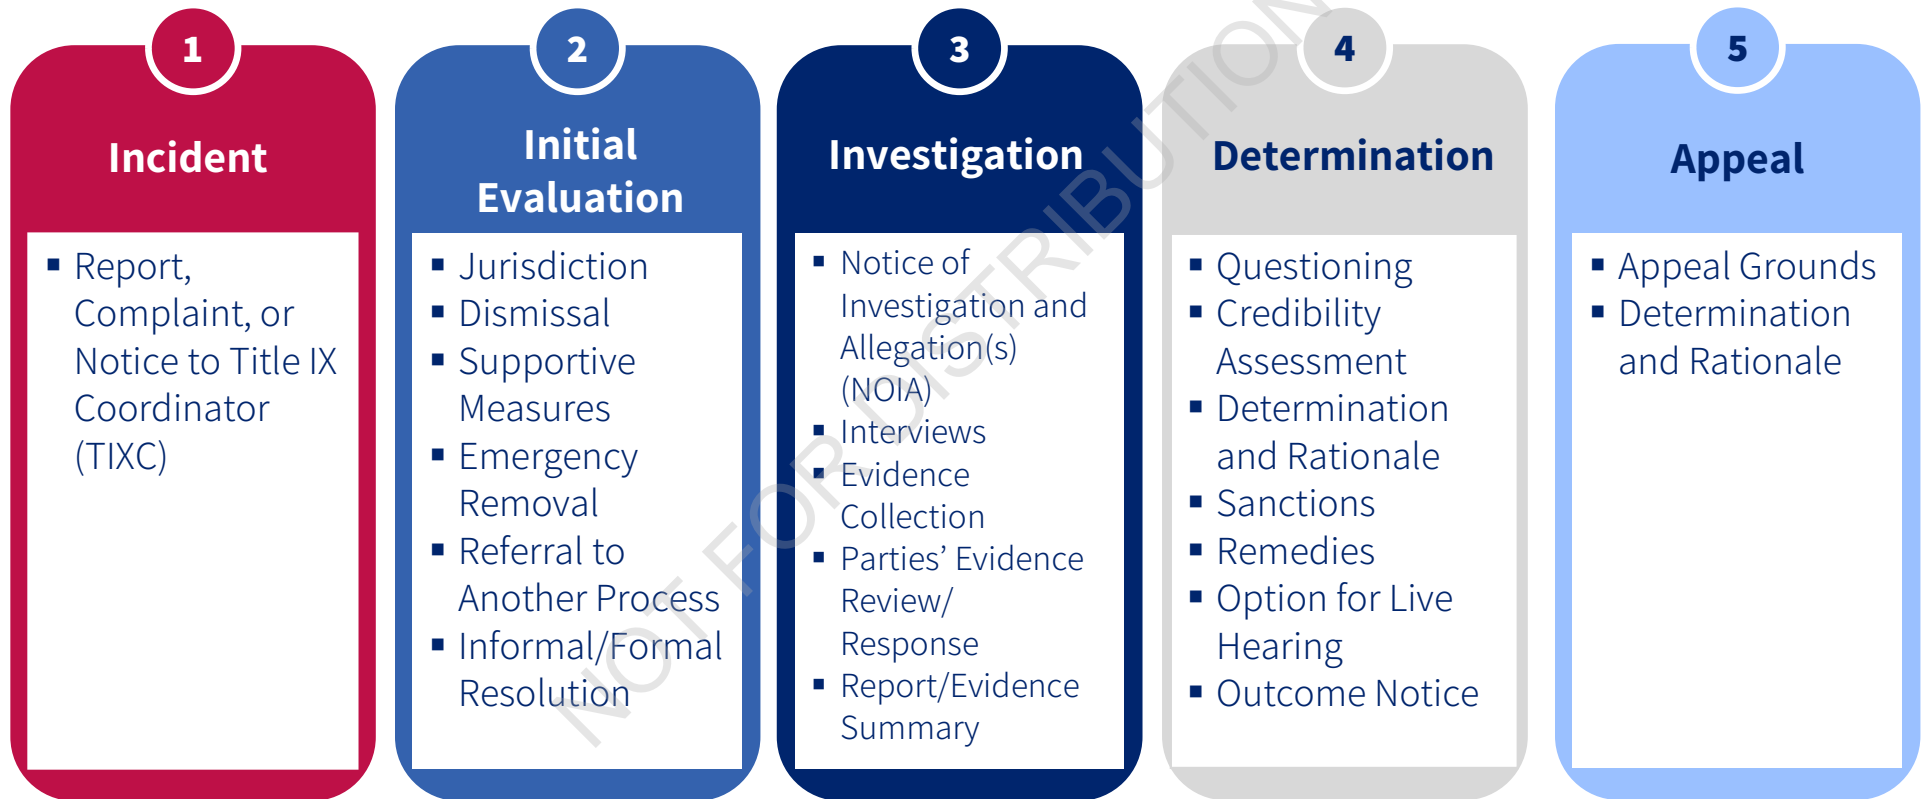 1
Incident
▪ Report,
Complaint, or
Notice to Title IX
Coordinator
(TIXC)
2
Initial
Evaluation
▪ Jurisdiction
▪ Dismissal
▪ Supportive
Measures
▪ Emergency
Removal
▪ Referral to
Another Process
▪ Informal/Formal
Resolution
3
Investigation
▪ Notice of
Investigation and
Allegation(s)
(NOIA)
▪ Interviews
▪ Evidence
Collection
▪ Parties’ Evidence
Review/
Response
▪ Report/Evidence
Summary
4
Determination
▪ Questioning
▪ Credibility
Assessment
▪ Determination
and Rationale
▪ Sanctions
▪ Remedies
▪ Option for Live
Hearing
▪ Outcome Notice
5
Appeal
▪ Appeal Grounds
▪ Determination
and Rationale
NOT FOR DISTRIBUTION